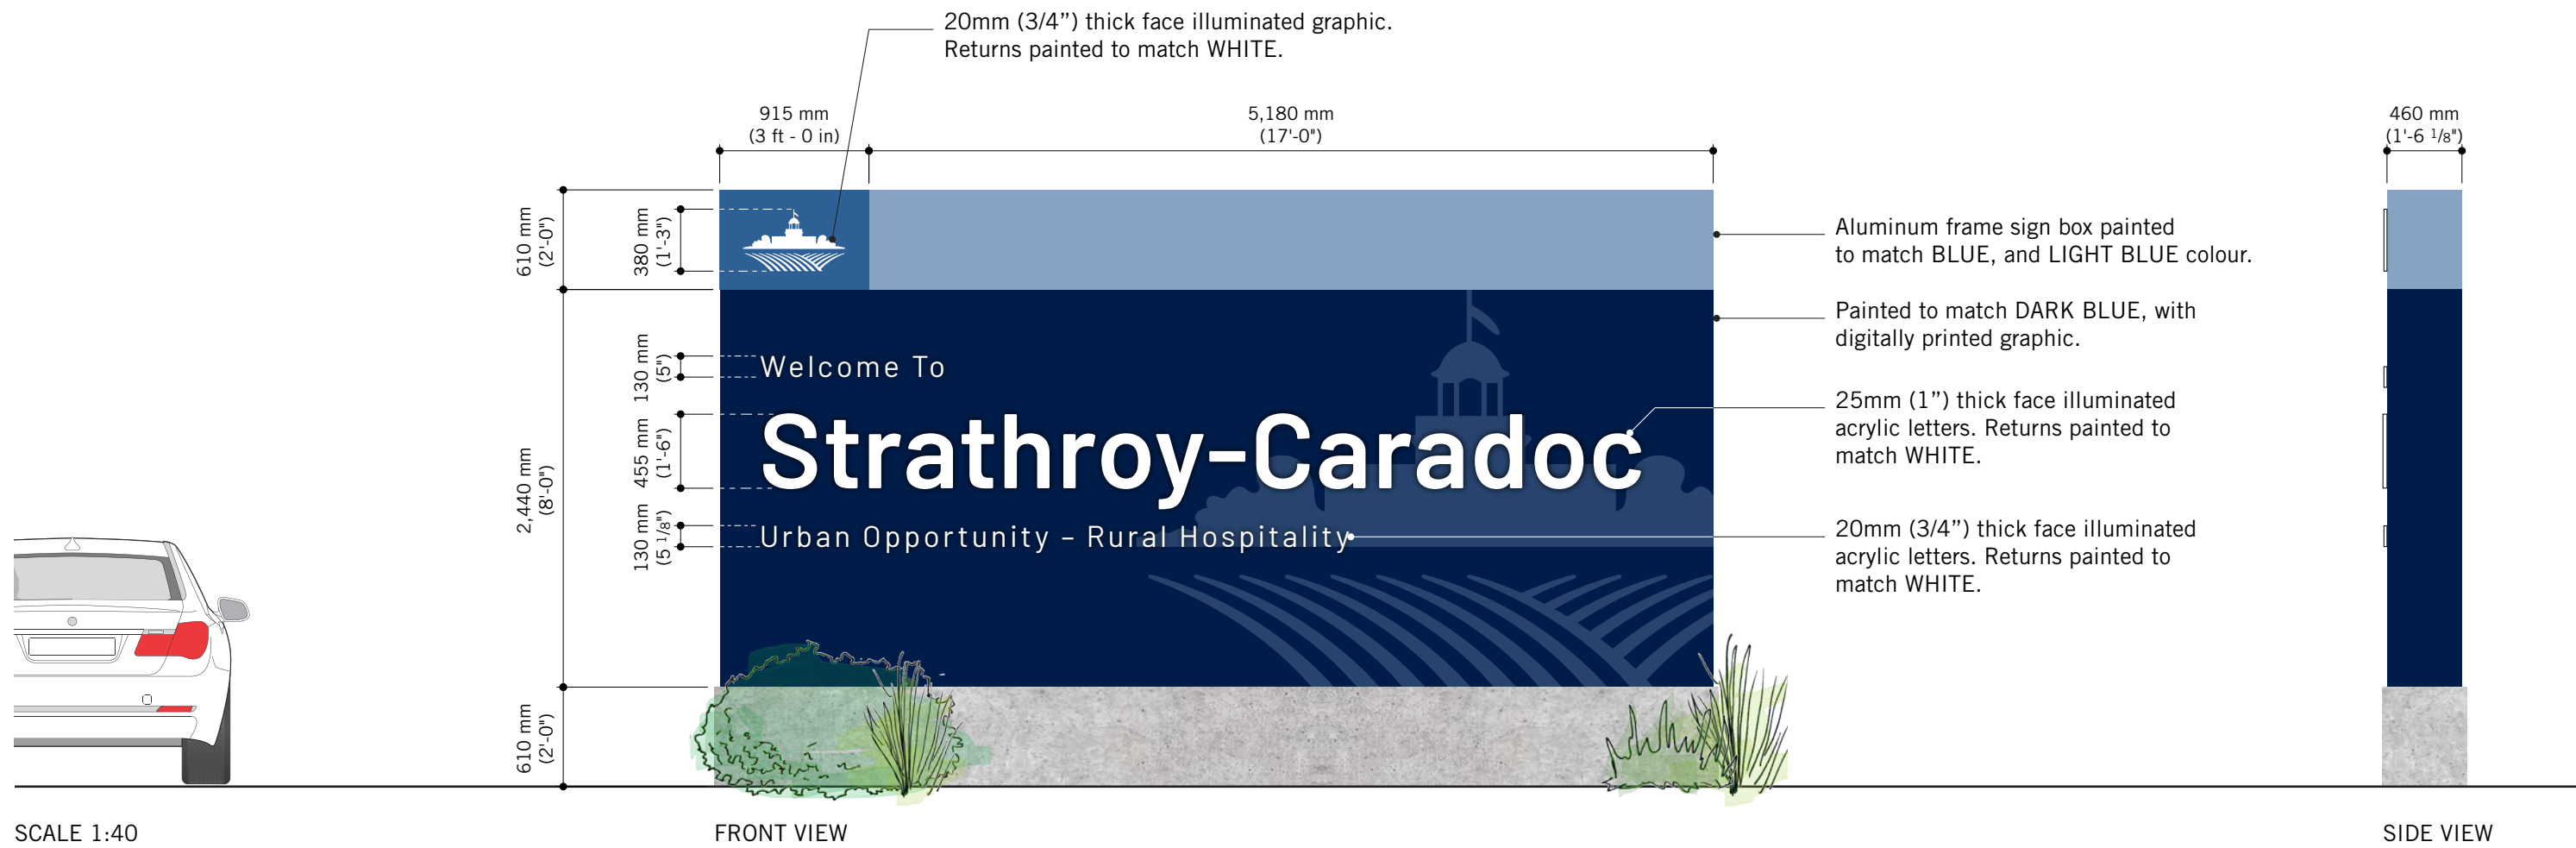 20mm (3/4”) thick face illuminated graphic.
Returns painted to match WHITE.
915 mm
(3 ft - 0 in)
5,180 mm
(17'-0")
460 mm
(1'-6 1/8")
610 mm
(2'-0")
380 mm
(1'-3")
Aluminum frame sign box painted
to match BLUE, and LIGHT BLUE colour.
Painted to match DARK BLUE, with
digitally printed graphic.
130 mm
(5")
Welcome To
2,440 mm
(8'-0")
455 mm
(1'-6")
Strathroy-Caradoc
25mm (1”) thick face illuminated
acrylic letters. Returns painted to
match WHITE.
130 mm
(5 1/8")
Urban Opportunity – Rural Hospitality
20mm (3/4”) thick face illuminated
acrylic letters. Returns painted to
match WHITE.
610 mm
(2'-0")
SCALE 1:40
FRONT VIEW
SIDE VIEW